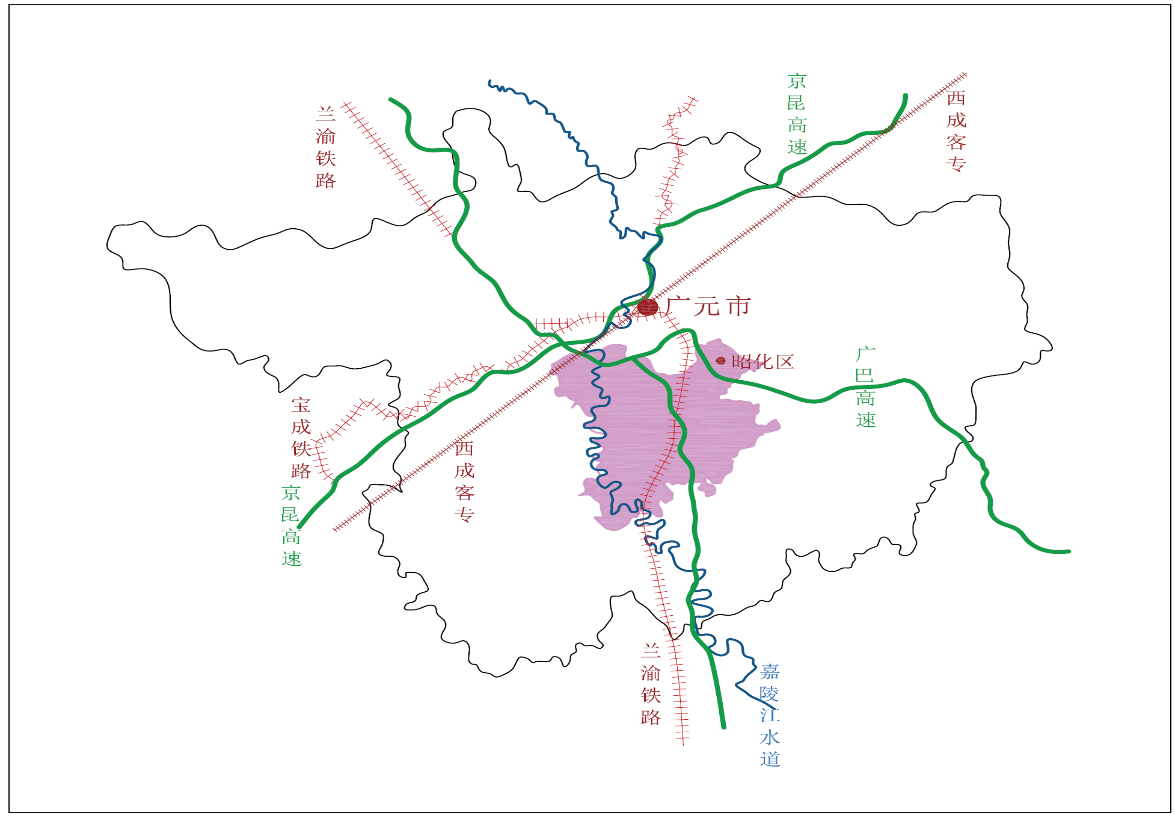 京昆高速
西成客专
兰渝铁路
广元市
昭化区
广巴高速
宝成铁路
西成客专
京昆高速
兰渝铁路
嘉陵江水道